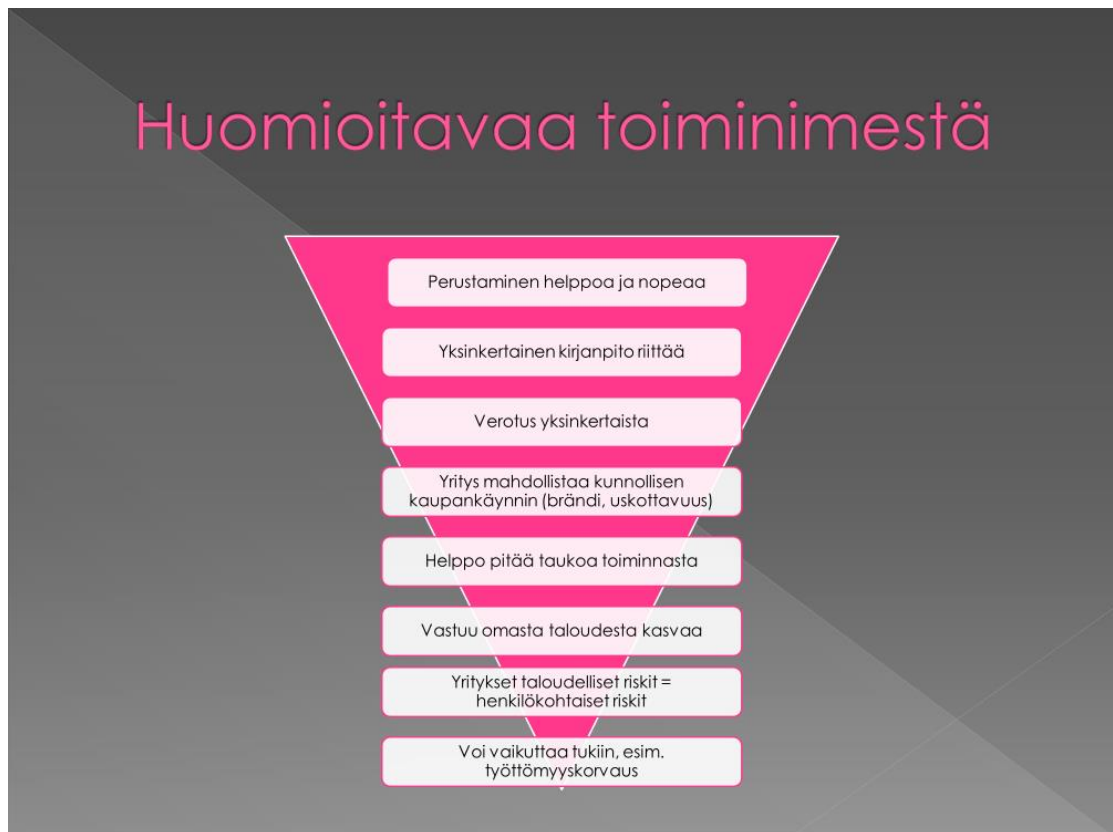 Huomioitavaa toiminimestä
Perustaminen helppoa ja nopeaa
Yksinkertainen kirjanpito riittää
Verotus yksinkertaista
Yritys mahdollistaa kunnollisen
kaupankäynnin (brändi, uskottavuus)
Helppo pitää taukoa toiminnasta
Vastuu omasta taloudesta kasvaa
Yritykset taloudelliset riskit =
henkilökohtaiset riskit
Voi vaikuttaa tukiin, esim.
työttömyyskorvaus